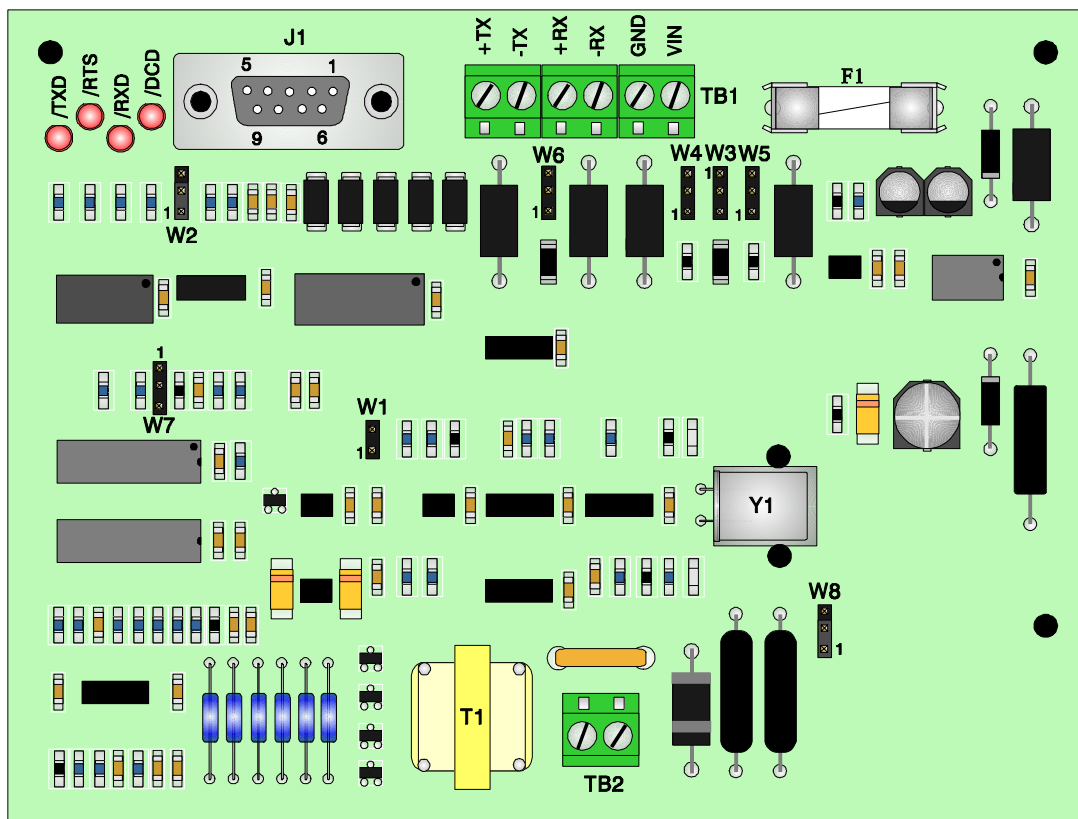 J1
/TXD
/RTS
/RXD
/DCD
5
1
9
6
+TX
-TX
+RX
-RX
GND
VIN
TB1
F1
W2
1
W6
1
W4
1
W3
1
W5
1
1
W7
W1
1
Y1
W8
1
T1
TB2